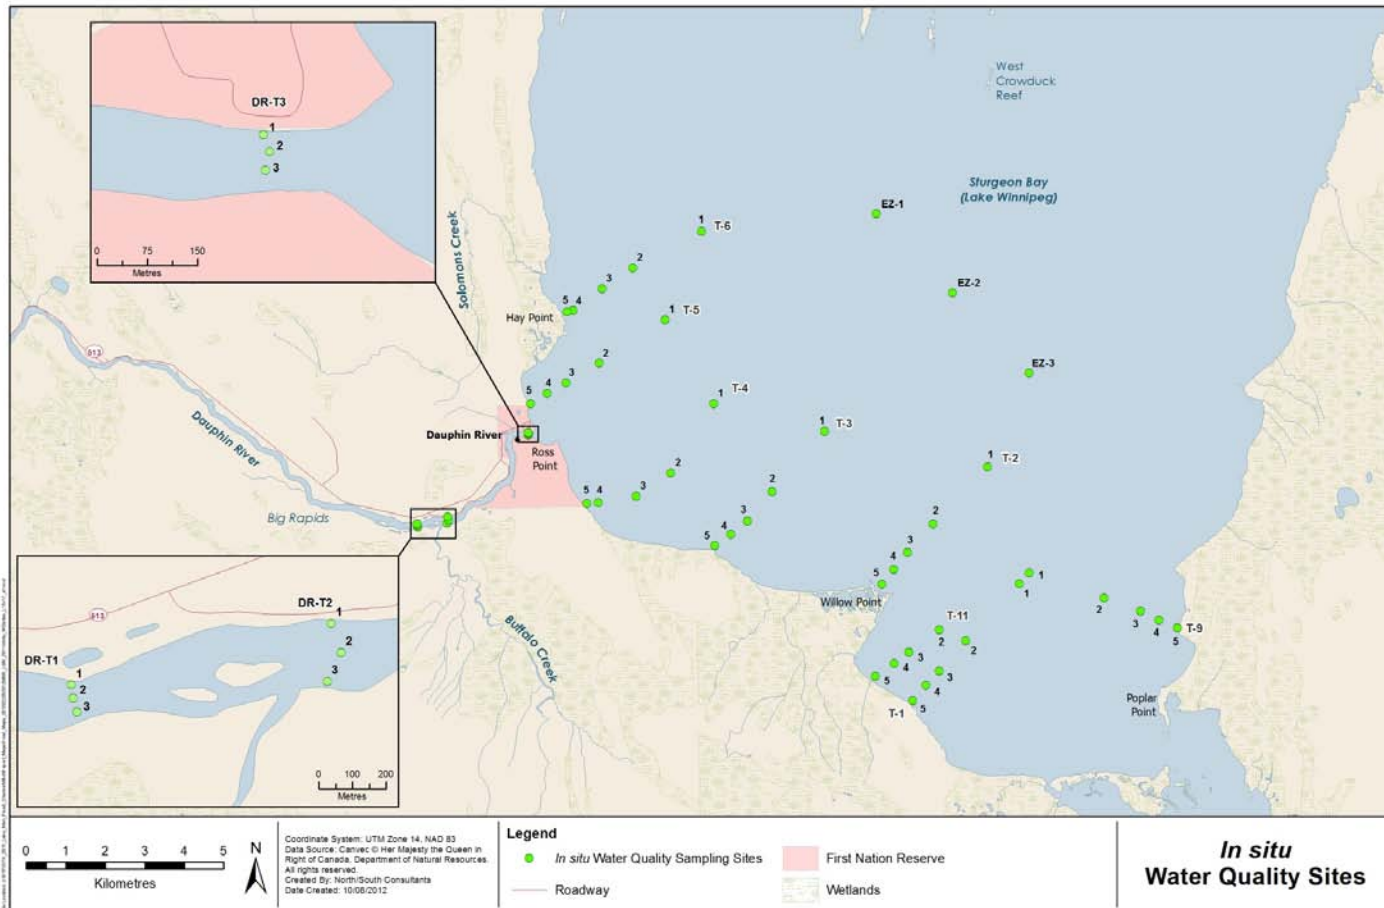 DR-T3
1
2
3
0 75 150
Metres
West
Crowduck
Reef
Sturgeon Bay
(Lake Winnipeg)
EZ-1
EZ-2
EZ-3
Solomons Creek
1 T-6
2
3
5 4
Hay Point
1 T-5
2
3
4
5
513
Dauphin River
Dauphin River
Ross
Point
Big Rapids
1 T-4
2
3
5 4
1 T-3
2
3
4
5
1 T-2
2
3
4
5
Willow Point
1
1
2
3
4
5
T-9
T-11
2
2
3
3
4
4
5
5
T-1
Poplar
Point
Buffalo Creek
513
DR-T2
1
2
3
DR-T1
1
2
3
0 100 200
Metres
0 1 2 3 4 5
Kilometres
N
Coordinate System: UTM Zone 14, NAD 83
Data Source: Canvec © Her Majesty the Queen in
Right of Canada, Department of Natural Resources.
All rights reserved.
Created By: North/South Consultants
Date Created: 10/08/2012
Legend
In situ Water Quality Sampling Sites
Roadway
First Nation Reserve
Wetlands
In situ
Water Quality Sites